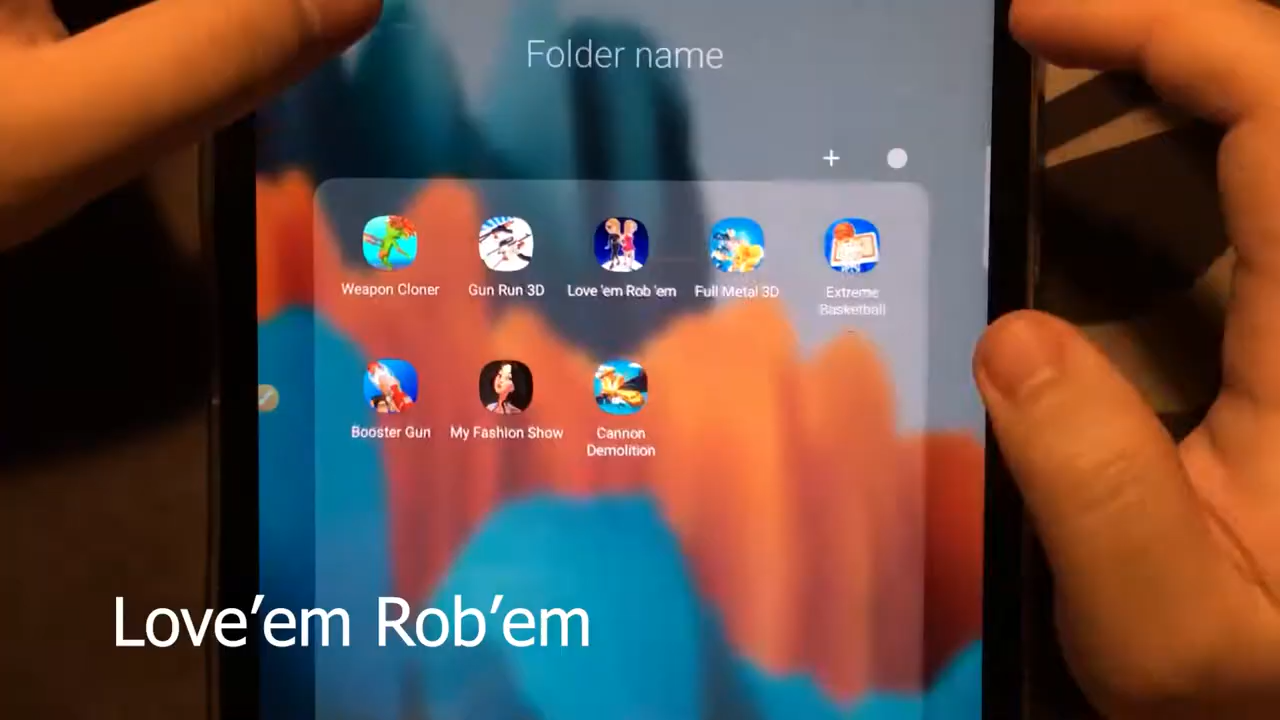 Folder name
Weapon Cloner
Gun Run 3D
Love 'em Rob 'em
Full Metal 3D
Extreme
Basketball
Booster Gun
My Fashion Show
Cannon
Demolition
Love’em Rob’em